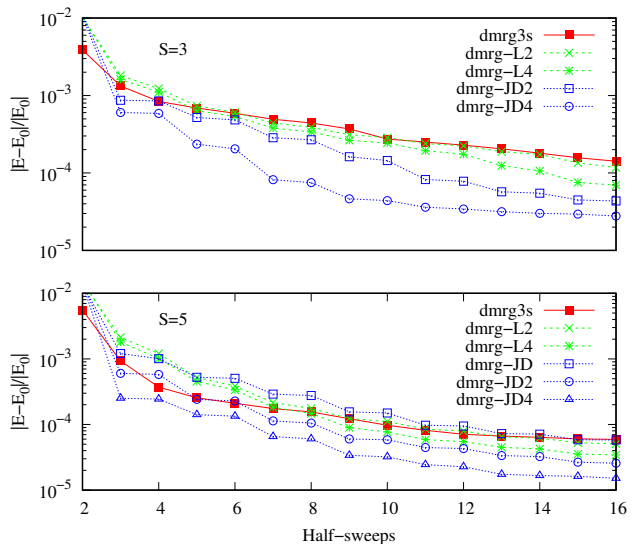 10⁻²
S=3
dmrg3s
dmrg−L2
dmrg−L4
dmrg−JD2
dmrg−JD4
10⁻³
|E−E₀|/|E₀|
10⁻⁴
10⁻⁵
10⁻²
S=5
dmrg3s
dmrg−L2
dmrg−L4
dmrg−JD
dmrg−JD2
dmrg−JD4
10⁻³
|E−E₀|/|E₀|
10⁻⁴
10⁻⁵
2 4 6 8 10 12 14 16
Half−sweeps